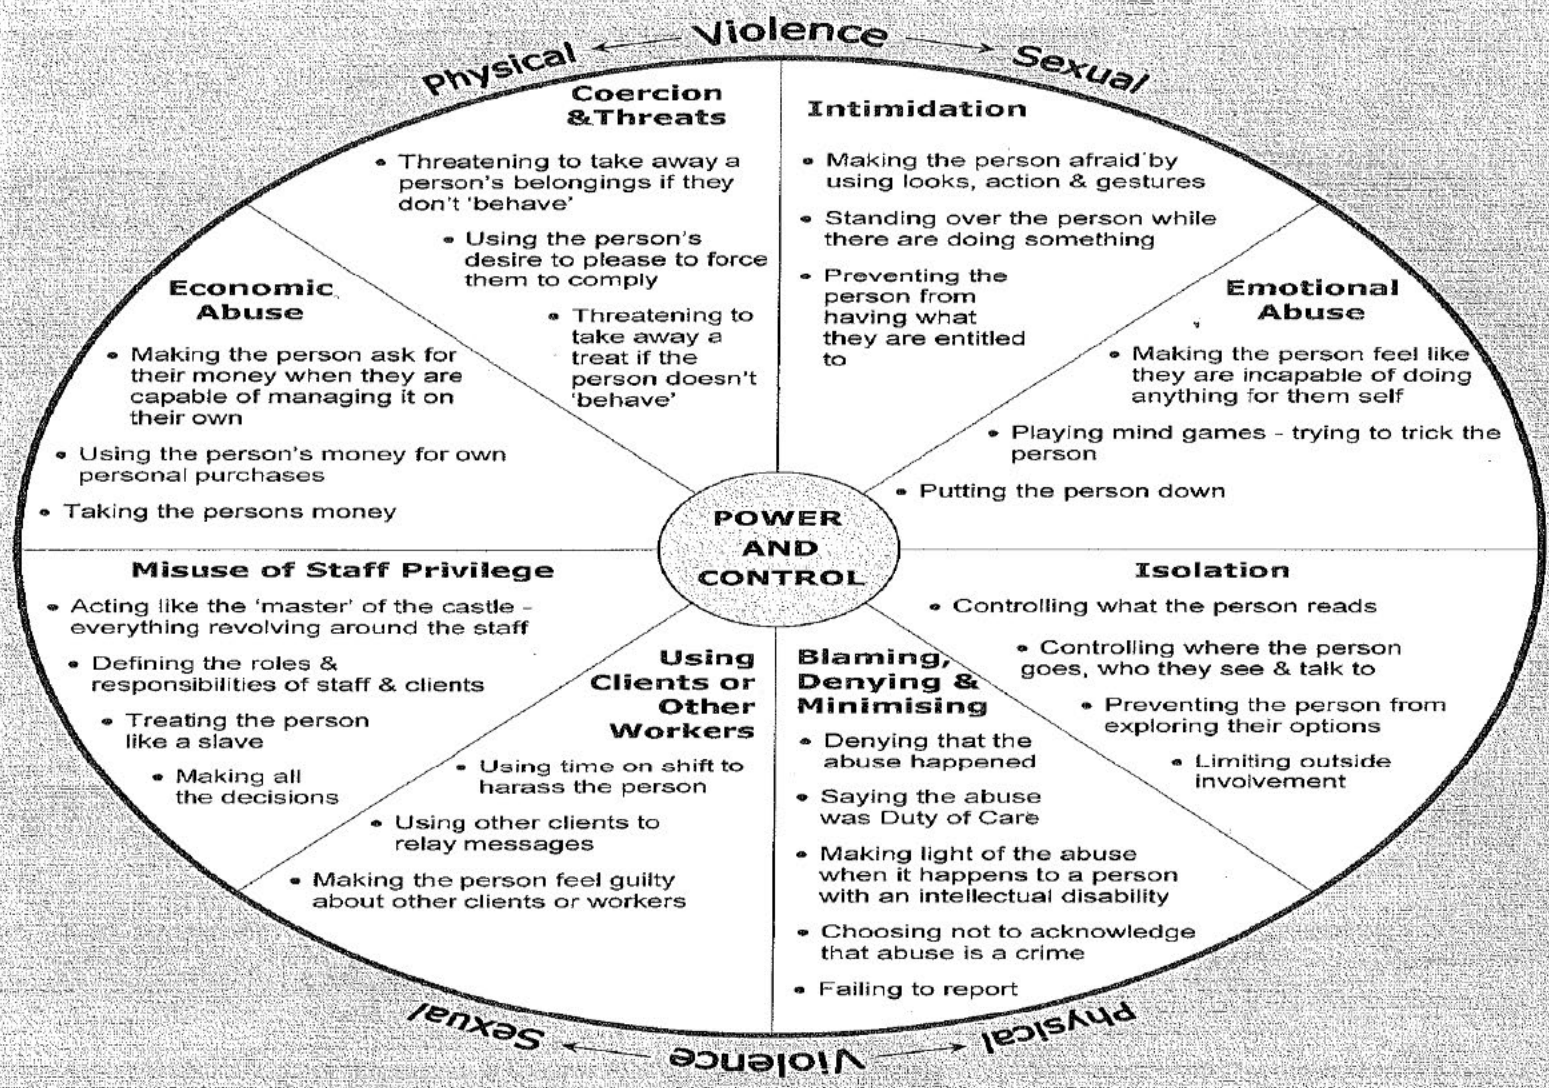 Violence
Physical
Sexual
Coercion
&Threats
• Threatening to take away a
person's belongings if they
don't 'behave'
• Using the person's
desire to please to force
them to comply
• Threatening to
take away a
treat if the
person doesn't
'behave'
Intimidation
• Making the person afraid by
using looks, action & gestures
• Standing over the person while
there are doing something
• Preventing the
person from
having what
they are entitled
to
Emotional
Abuse
• Making the person feel like
they are incapable of doing
anything for them self
• Playing mind games - trying to trick the
person
• Putting the person down
Economic
Abuse
• Making the person ask for
their money when they are
capable of managing it on
their own
• Using the person's money for own
personal purchases
• Taking the persons money
POWER
AND
CONTROL
Misuse of Staff Privilege
• Acting like the 'master' of the castle -
everything revolving around the staff
• Defining the roles &
responsibilities of staff & clients
• Treating the person
like a slave
• Making all
the decisions
Using
Clients or
Other
Workers
• Using time on shift to
harass the person
• Using other clients to
relay messages
• Making the person feel guilty
about other clients or workers
Blaming,
Denying &
Minimising
• Denying that the
abuse happened
• Saying the abuse
was Duty of Care
• Making light of the abuse
when it happens to a person
with an intellectual disability
• Choosing not to acknowledge
that abuse is a crime
• Failing to report
Isolation
• Controlling what the person reads
• Controlling where the person
goes, who they see & talk to
• Preventing the person from
exploring their options
• Limiting outside
involvement
Sexual
Violence
Physical